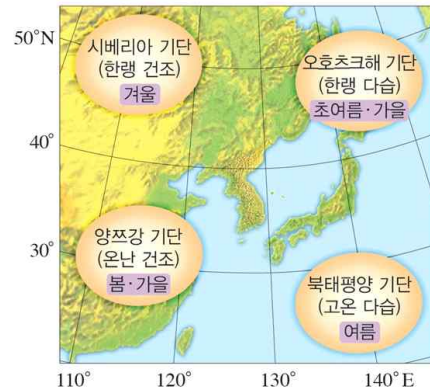 50°N
시베리아 기단
(한랭 건조)
겨울
오호츠크해 기단
(한랭 다습)
초여름·가을
40°
양쯔강 기단
(온난 건조)
봄·가을
30°
북태평양 기단
(고온 다습)
여름
110°
120°
130°
140°E